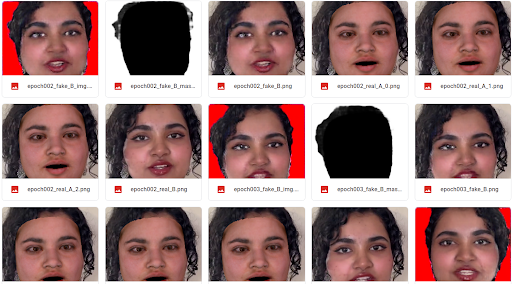 epoch002_fake_B_img...
epoch002_fake_B_mas...
epoch002_fake_B.png
epoch002_real_A_0.png
epoch002_real_A_1.png
epoch002_real_A_2.png
epoch002_real_B.png
epoch003_fake_B_img...
epoch003_fake_B_mas...
epoch003_fake_B.png